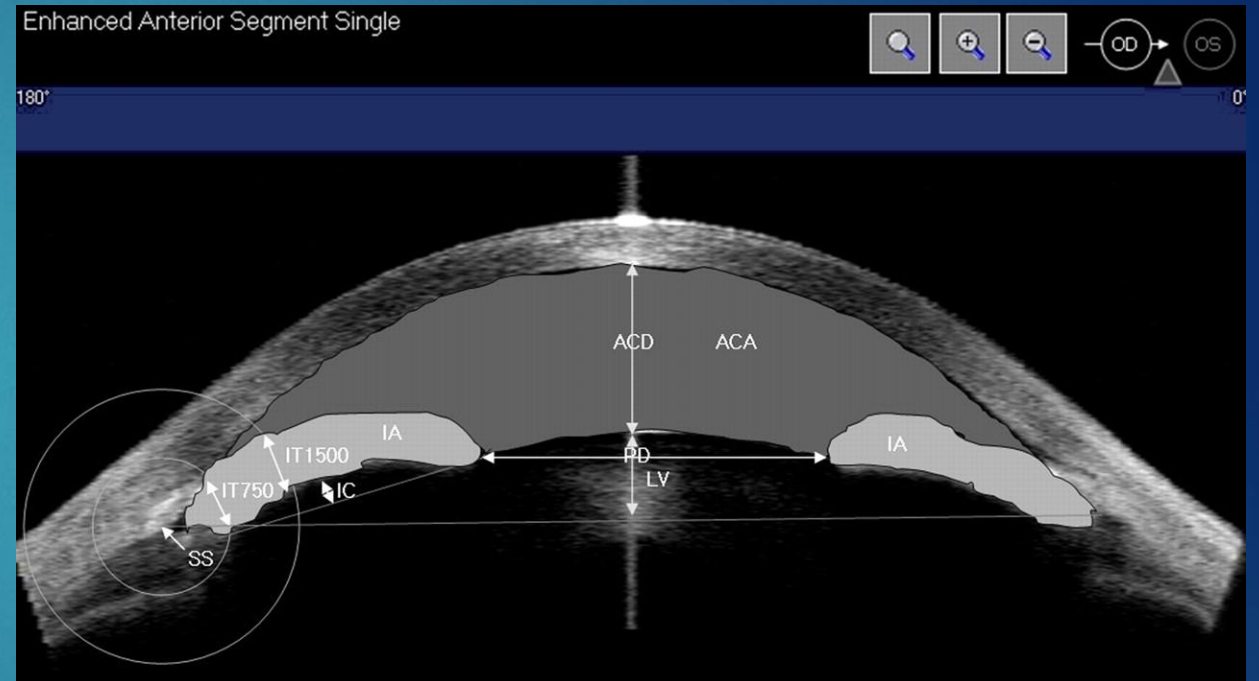 Enhanced Anterior Segment Single
OD OS
180° 0°
ACD ACA
IA IA
IT1500
PD
LV
IT750 IC
SS